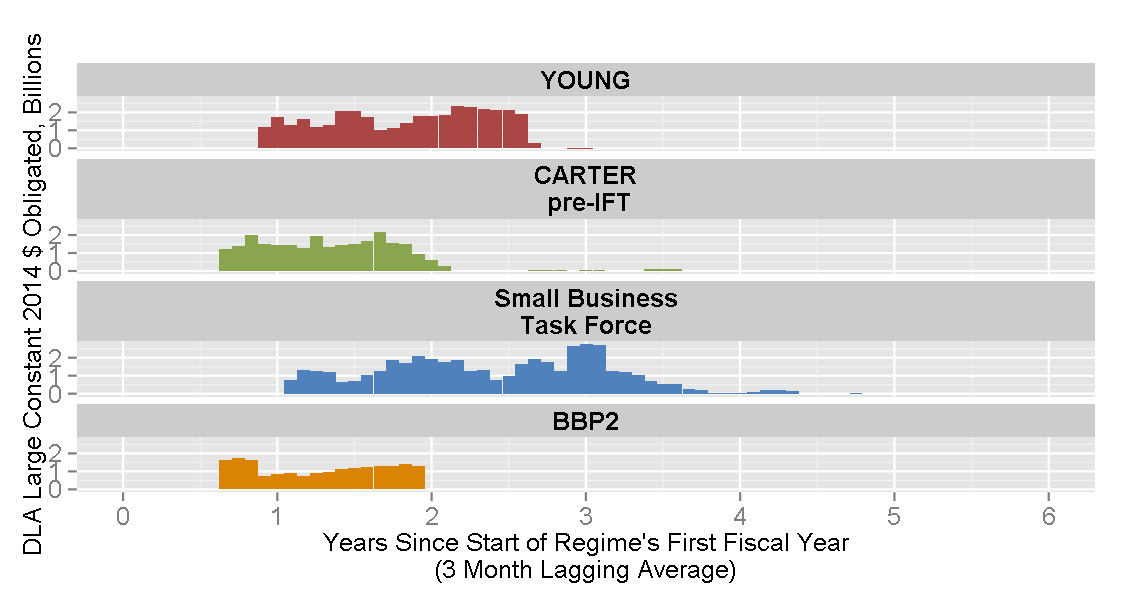 DLA Large Constant 2014 $ Obligated, Billions
YOUNG
2
1
0
CARTER
pre-IFT
2
1
0
Small Business
Task Force
2
1
0
BBP2
2
1
0
0 1 2 3 4 5 6
Years Since Start of Regime's First Fiscal Year
(3 Month Lagging Average)